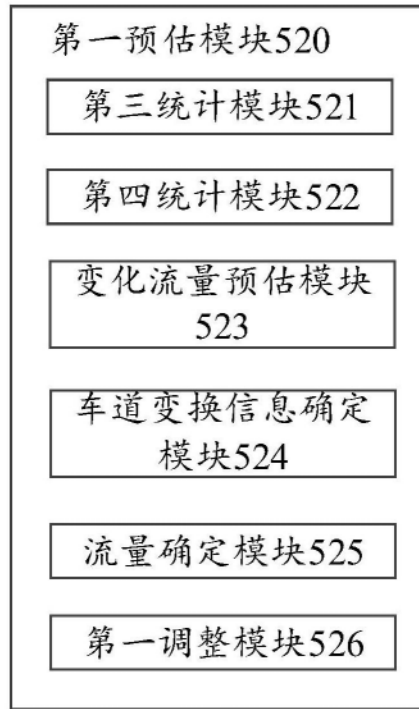 第一预估模块520
第三统计模块521
第四统计模块522
变化流量预估模块
523
车道变换信息确定
模块524
流量确定模块525
第一调整模块526